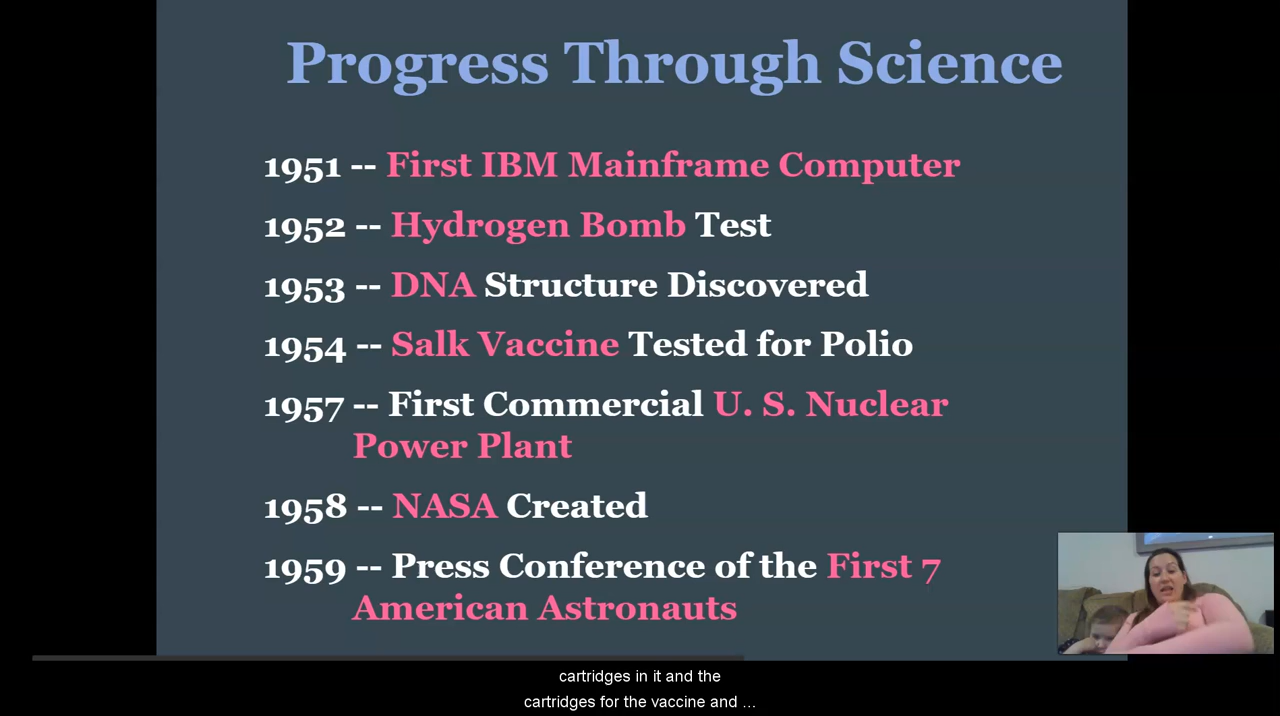 Progress Through Science
1951 -- First IBM Mainframe Computer
1952 -- Hydrogen Bomb Test
1953 -- DNA Structure Discovered
1954 -- Salk Vaccine Tested for Polio
1957 -- First Commercial U. S. Nuclear
Power Plant
1958 -- NASA Created
1959 -- Press Conference of the First 7
American Astronauts
cartridges in it and the
cartridges for the vaccine and ...